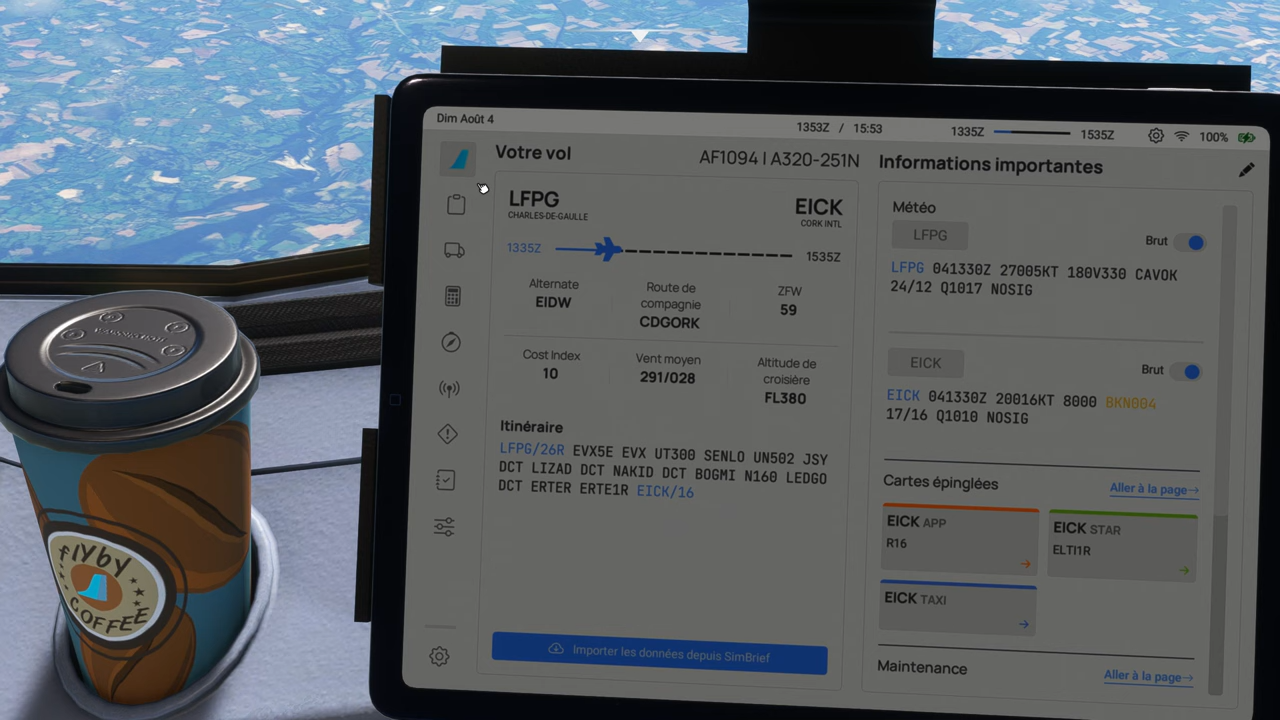 Dim Août 4
1353Z / 15:53
1335Z
1535Z
100%
Votre vol
AF1094 | A320-251N
LFPG
CHARLES-DE-GAULLE
EICK
CORK INTL
1335Z
1535Z
Alternate
EIDW
Route de
compagnie
CDGORK
ZFW
59
Cost Index
10
Vent moyen
291/028
Altitude de
croisière
FL380
Itinéraire
LFPG/26R EVX5E EVX UT300 SENLO UN502 JSY
DCT LIZAD DCT NAKID DCT BOGMI N160 LEDGO
DCT ERTER ERTE1R EICK/16
Importer les données depuis SimBrief
Informations importantes
Météo
LFPG
Brut
LFPG 041330Z 27005KT 180V330 CAVOK
24/12 Q1017 NOSIG
EICK
Brut
EICK 041330Z 20016KT 8000 BKN004
17/16 Q1010 NOSIG
Cartes épinglées
Aller à la page→
EICK APP
R16
→
EICK STAR
ELTI1R
→
EICK TAXI
→
Maintenance
Aller à la page→
flyby
COFFEE